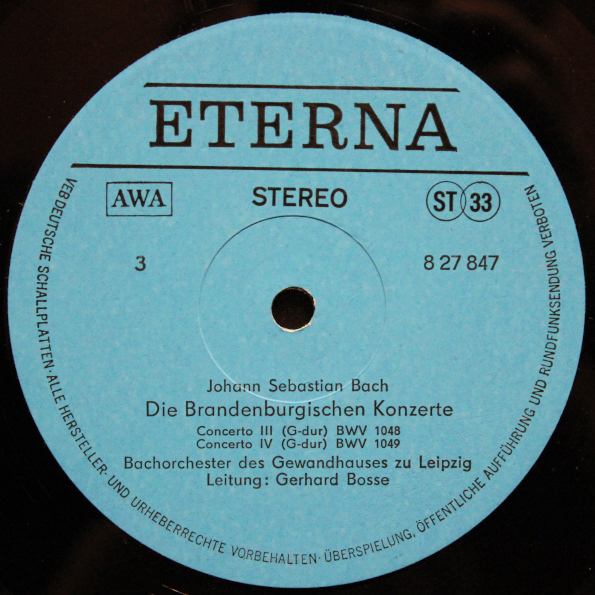 ETERNA
AWA
STEREO
ST 33
3
8 27 847
Johann Sebastian Bach
Die Brandenburgischen Konzerte
Concerto III (G-dur) BWV 1048
Concerto IV (G-dur) BWV 1049
Bachorchester des Gewandhauses zu Leipzig
Leitung: Gerhard Bosse
VEB DEUTSCHE SCHALLPLATTEN · ALLE HERSTELLER- UND URHEBERRECHTE VORBEHALTEN · ÜBERSPIELUNG, ÖFFENTLICHE AUFFÜHRUNG UND RUNDFUNKSENDUNG VERBOTEN